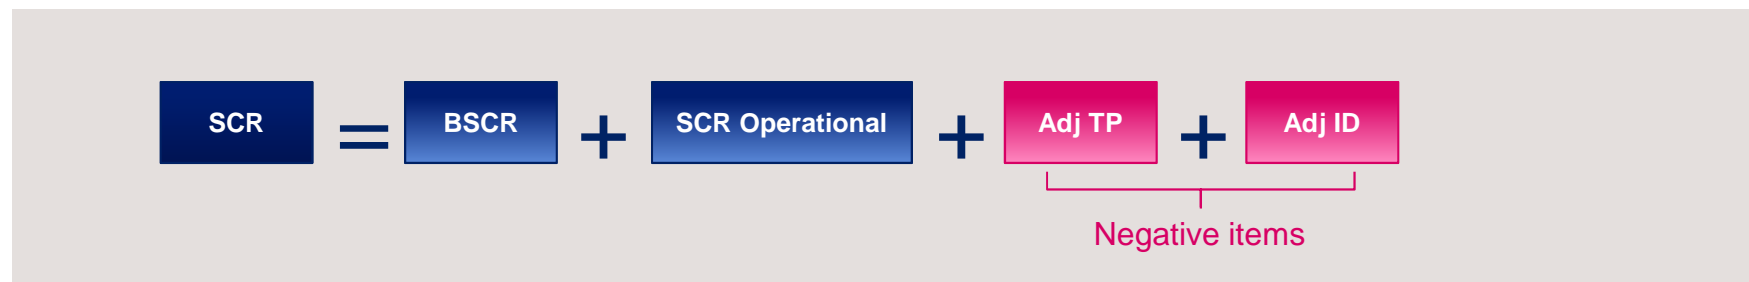 SCR = BSCR + SCR Operational + Adj TP + Adj ID
Negative items